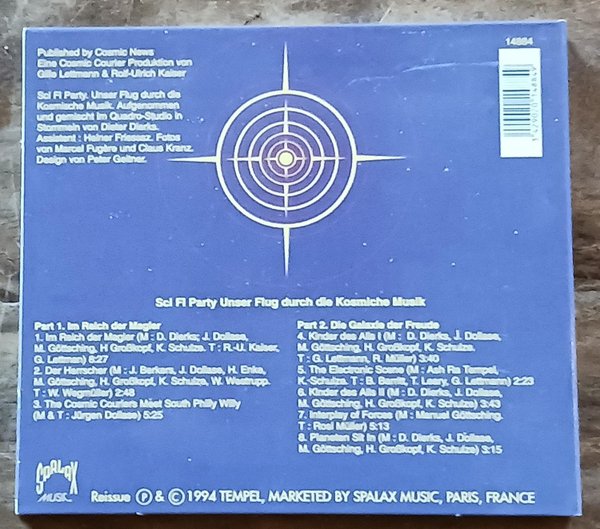 Published by Cosmic News
Eine Cosmic Courier Produktion von
Gille Lettmann & Rolf-Ulrich Kaiser
Sci Fi Party. Unser Flug durch die
Kosmische Musik. Aufgenommen
und gemischt im Quadro-Studio in
Stommeln von Dieter Dierks.
Assistent : Heiner Friesasz. Fotos
von Marcel Fugère und Claus Kranz.
Design von Peter Geitner.
14884
Sci Fi Party Unser Flug durch die Kosmiche Musik
Part 1. Im Reich der Magier
1. Im Reich der Magier (M : D. Dierks; J. Dollase,
M. Göttsching, H Großkopf, K. Schulze. T : R.-U. Kaiser,
G. Lettman) 8:27
2. Der Herrscher (M : J. Berkers, J. Dollase, H. Enke,
M. Göttsching, H Großkopf, K. Schulze, W. Westrupp.
T : W. Wegmüller) 2:48
3. The Cosmic Couriers Meet South Philly Willy
(M & T : Jürgen Dollase) 5:25
Part 2. Die Galaxie der Freude
4. Kinder des Alls I (M : D. Dierks, J. Dollase,
M. Göttsching, H. Großkopf, K. Schulze.
T : G. Lettmann, R. Müller) 3:40
5. The Electronic Scene (M : Ash Ra Tempel,
K-Schulze. T : B. Barritt, T. Leary, G. Lettmann) 2:23
6. Kinder des Alls II (M : D. Dierks, J. Dollase,
M. Göttsching, H. Großkopf, K. Schulze) 3:43
7. Interplay of Forces (M : Manuel Göttsching.
T : Rosi Müller) 5:13
8. Planeten Sit In (M : D. Dierks, J. Dollase,
M. Göttsching, H. Großkopf, K. Schulze) 3:15
SPALAX
MUSIC
Reissue Ⓟ & © 1994 TEMPEL, MARKETED BY SPALAX MUSIC, PARIS, FRANCE